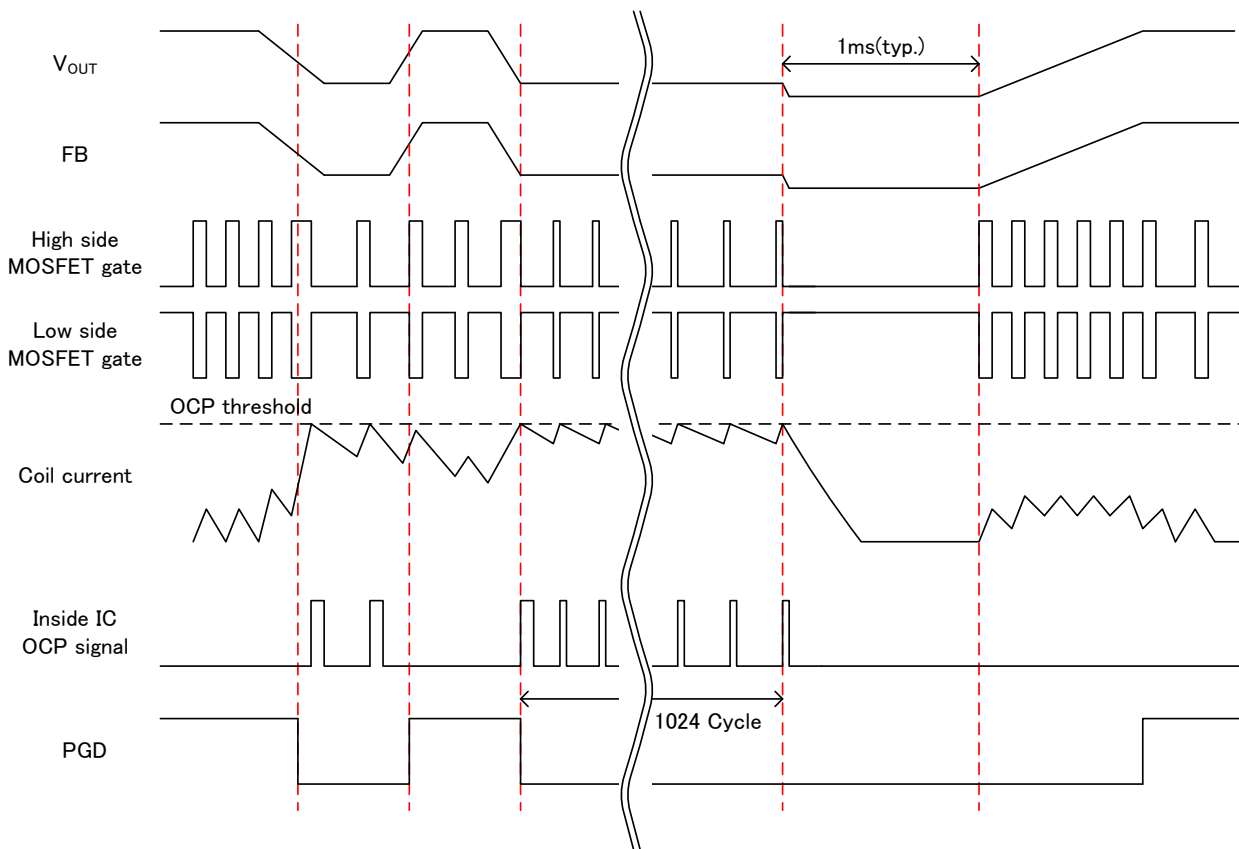 1ms(typ.)
VOUT
FB
High side
MOSFET gate
Low side
MOSFET gate
OCP threshold
Coil current
Inside IC
OCP signal
1024 Cycle
PGD